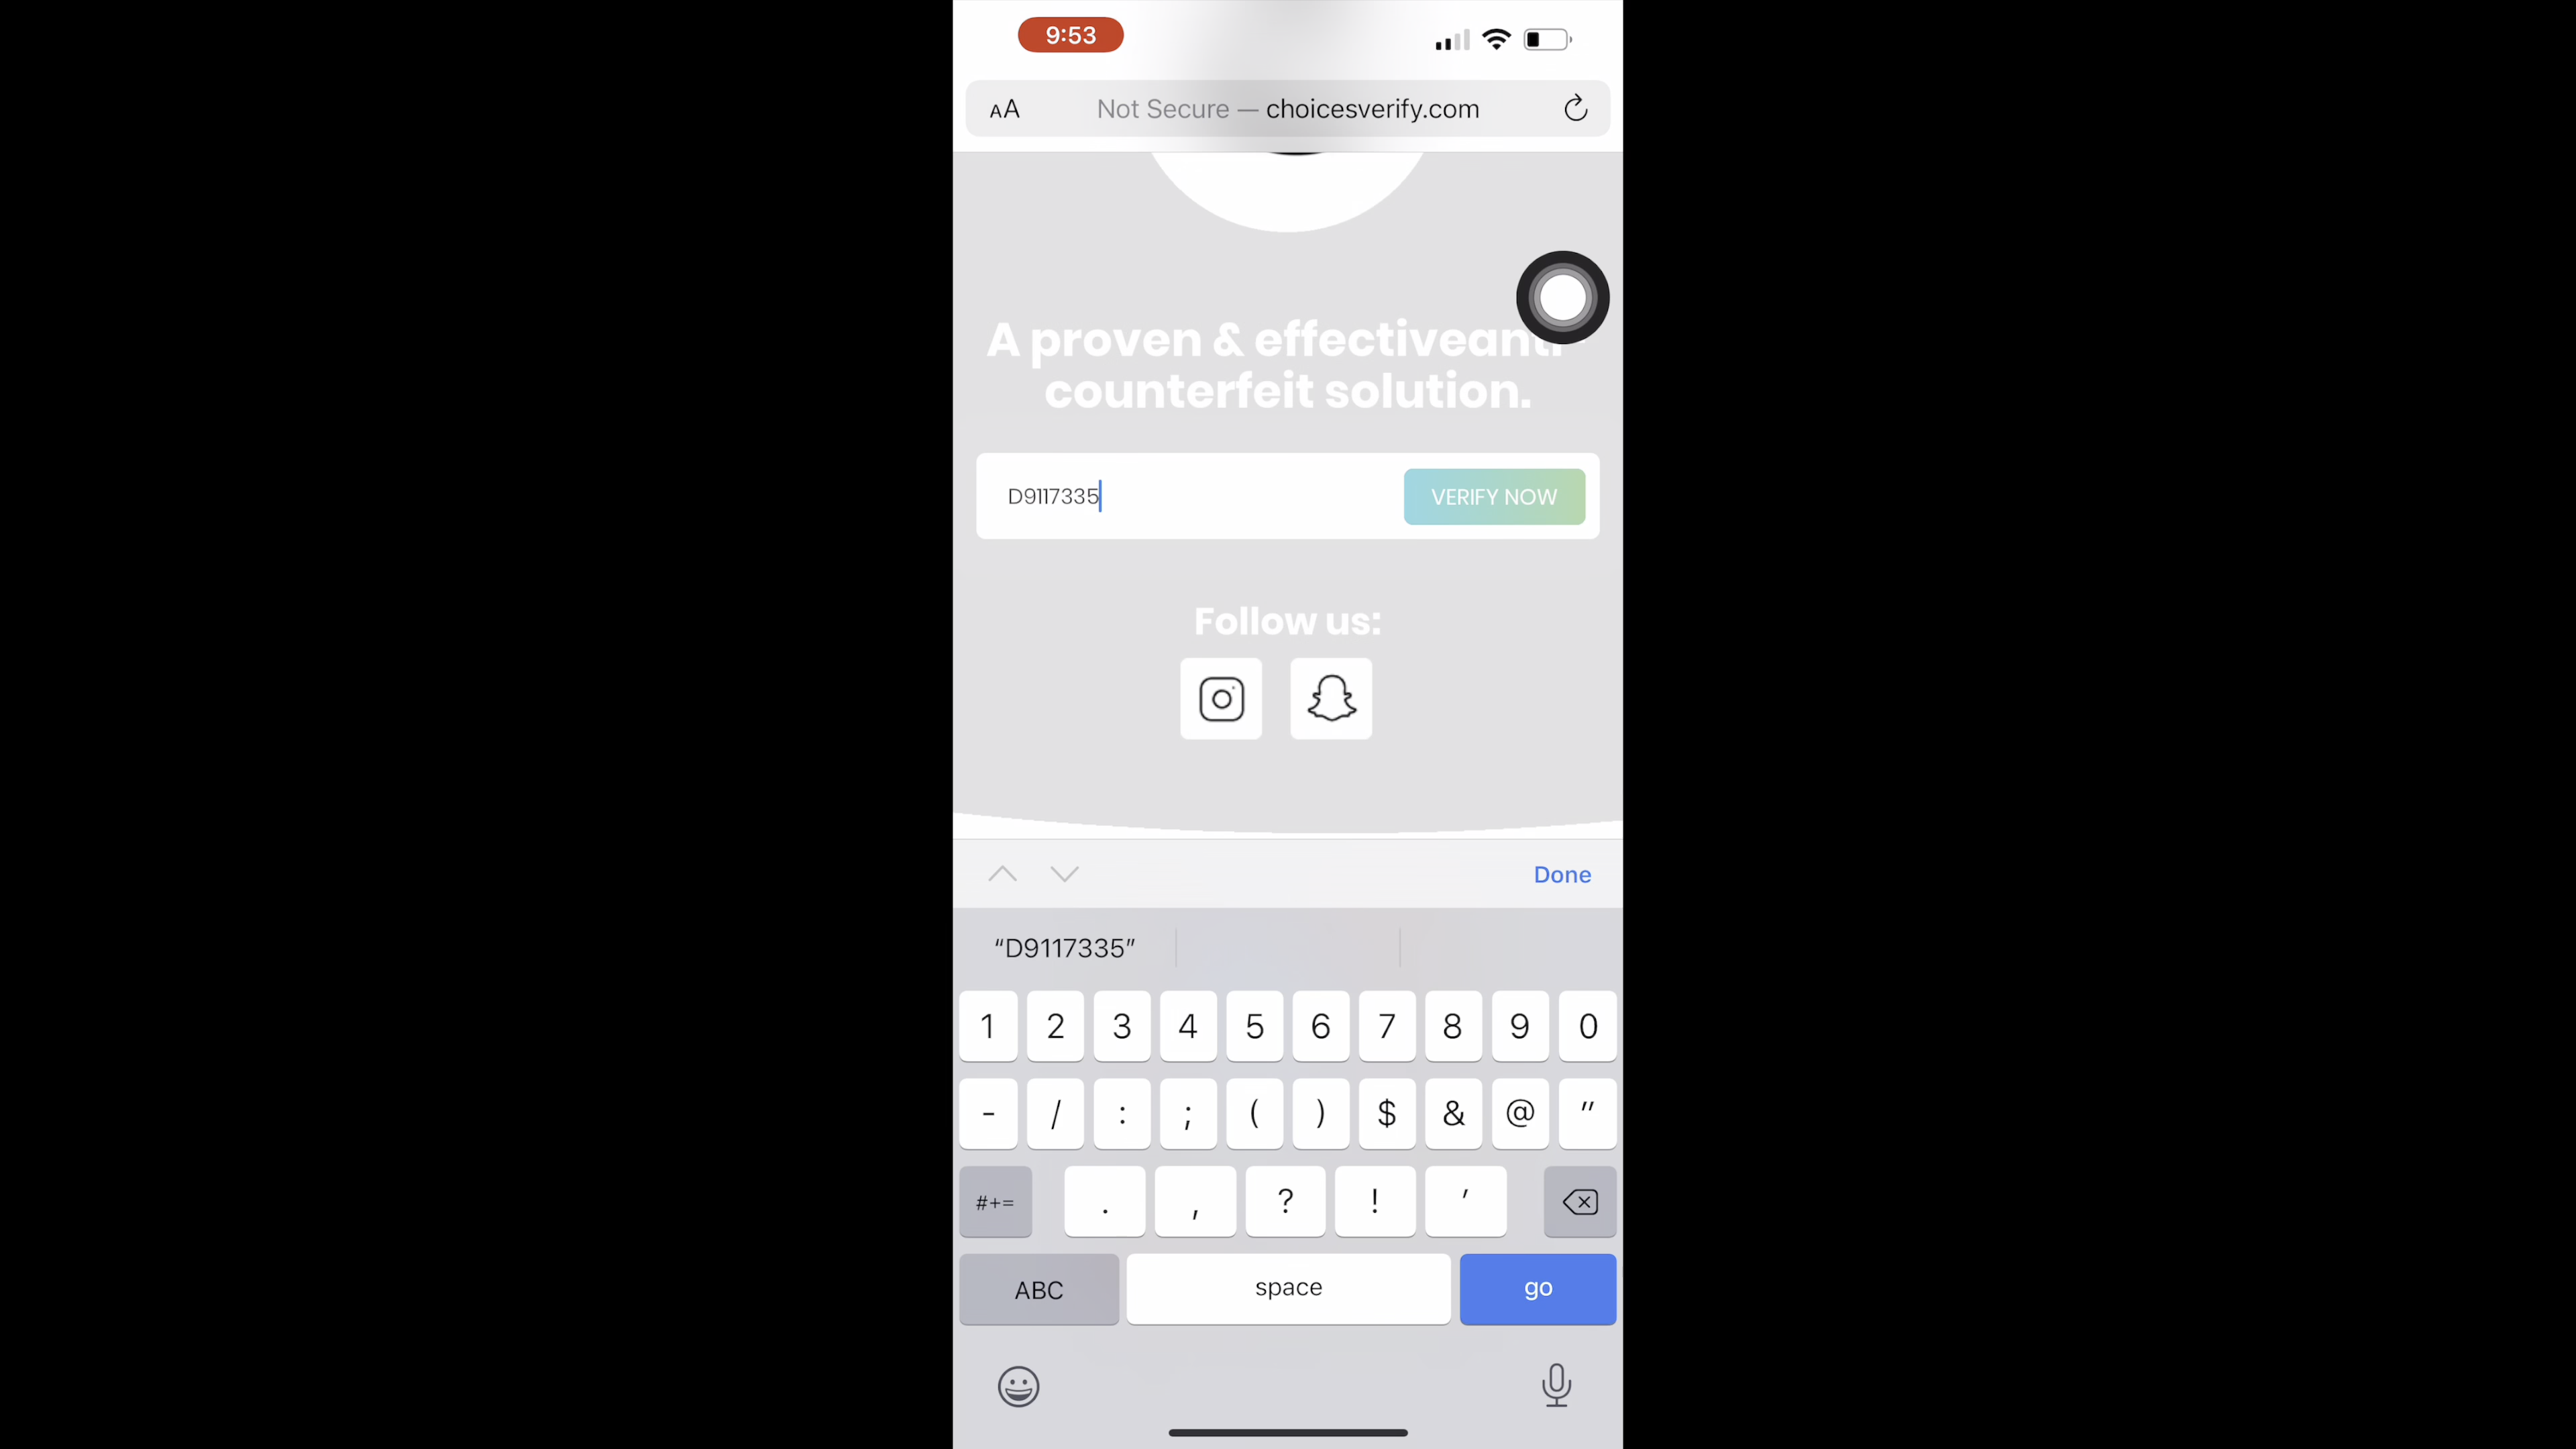 9:53
AA Not Secure — choicesverify.com
A proven & effectiveanti-
counterfeit solution.
D9117335 VERIFY NOW
Follow us:
Done
“D9117335”
1 2 3 4 5 6 7 8 9 0
- / : ; ( ) $ & @ "
#+= . , ? ! '
ABC space go